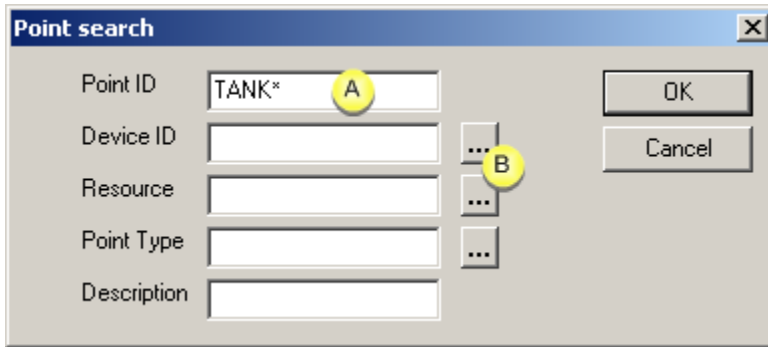 Point search
Point ID TANK* A OK
Device ID ... Cancel
B
Resource ...
Point Type ...
Description